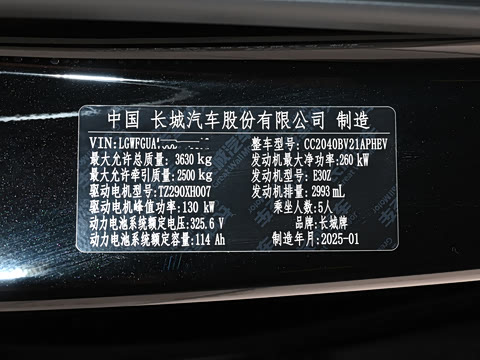 中国 长城汽车股份有限公司 制造
VIN:LGWFGUA 整车型号:CC2040BV21APHEV
最大允许总质量:3630 kg 发动机最大净功率:260 kW
最大允许牵引质量:2500 kg 发动机型号:E30Z
驱动电机型号:TZ290XH007 发动机排量:2993 mL
驱动电机峰值功率:130 kW 乘坐人数:5人
动力电池系统额定电压:325.6 V 品牌:长城牌
动力电池系统额定容量:114 Ah 制造年月:2025-01